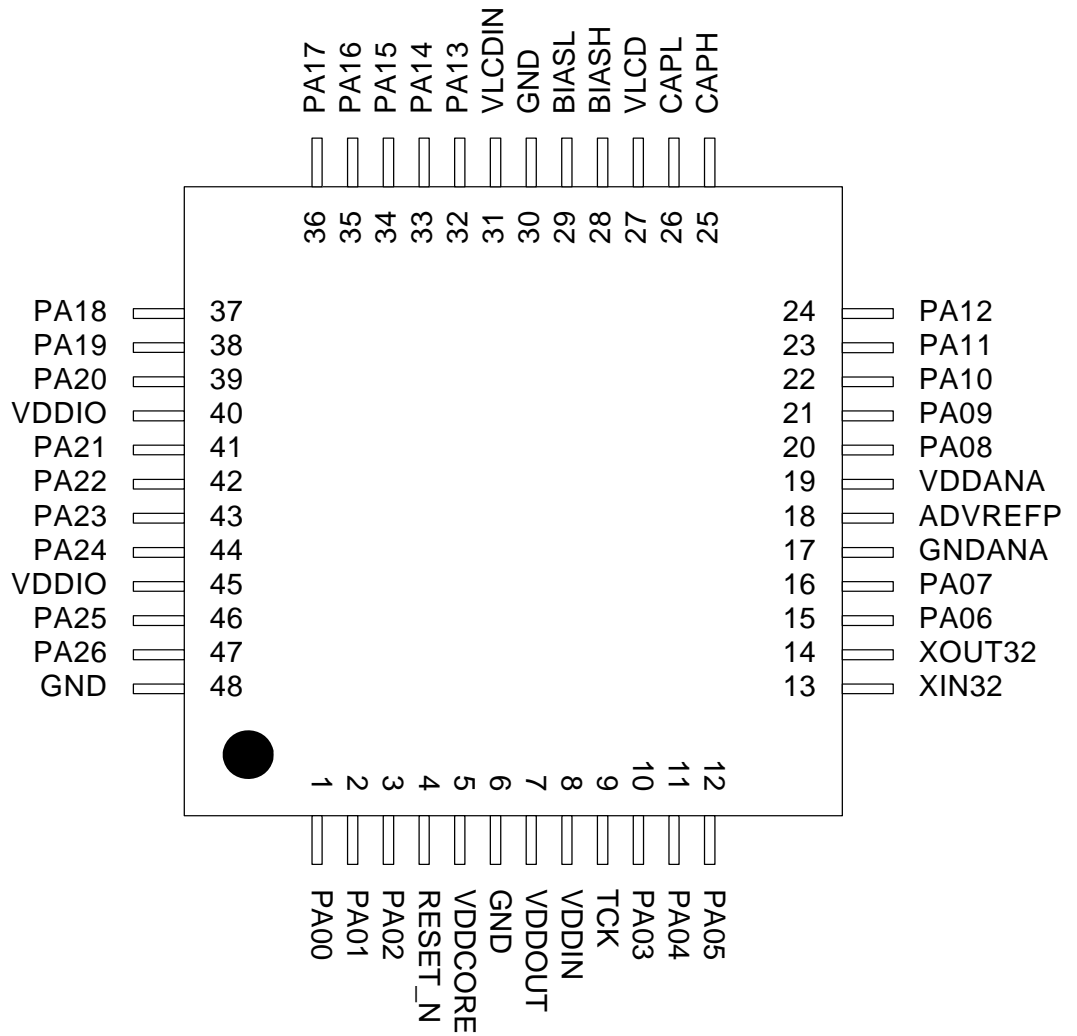 PA17
PA16
PA15
PA14
PA13
VLCDIN
GND
BIASL
BIASH
VLCD
CAPL
CAPH
36
35
34
33
32
31
30
29
28
27
26
25
PA18 37
PA19 38
PA20 39
VDDIO 40
PA21 41
PA22 42
PA23 43
PA24 44
VDDIO 45
PA25 46
PA26 47
GND 48
24 PA12
23 PA11
22 PA10
21 PA09
20 PA08
19 VDDANA
18 ADVREFP
17 GNDANA
16 PA07
15 PA06
14 XOUT32
13 XIN32
1
2
3
4
5
6
7
8
9
10
11
12
PA00
PA01
PA02
RESET_N
VDDCORE
GND
VDDOUT
VDDIN
TCK
PA03
PA04
PA05